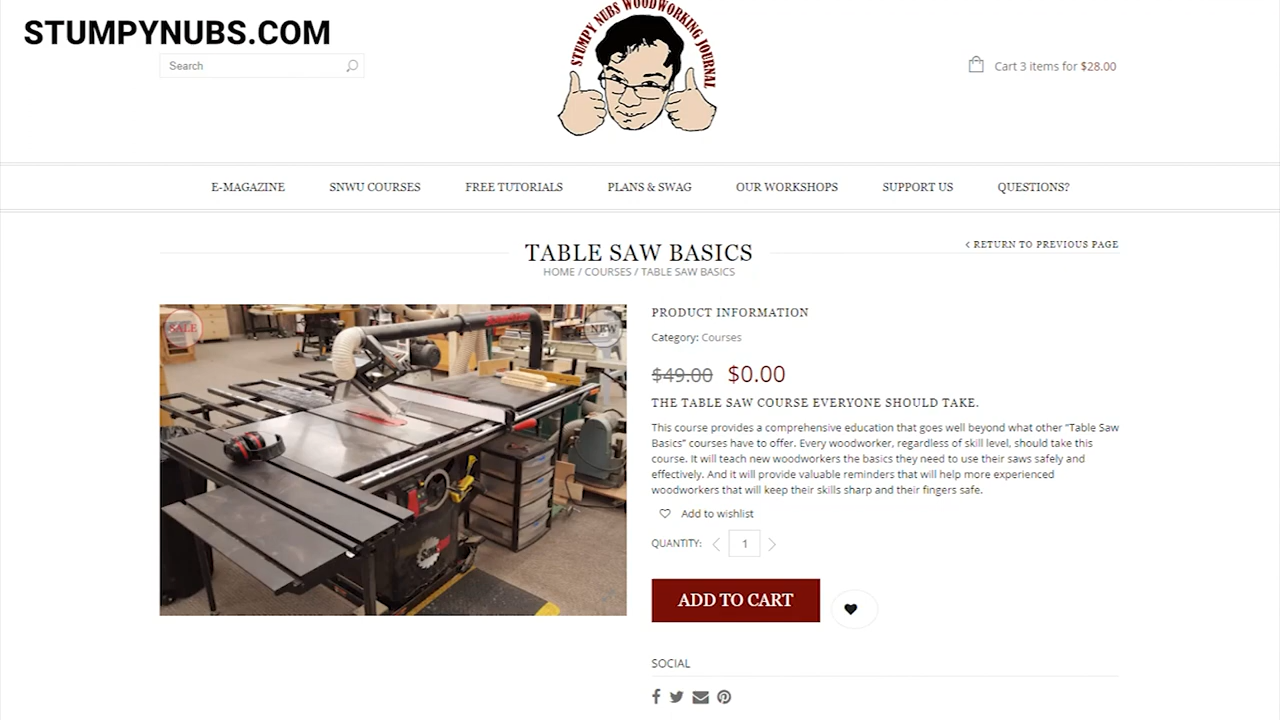 STUMPYNUBS.COM
STUMPY NUBS WOODWORKING JOURNAL
Search
Cart 3 items for $28.00
E-MAGAZINE
SNWU COURSES
FREE TUTORIALS
PLANS & SWAG
OUR WORKSHOPS
SUPPORT US
QUESTIONS?
TABLE SAW BASICS
< RETURN TO PREVIOUS PAGE
HOME / COURSES / TABLE SAW BASICS
SALE
NEW
PRODUCT INFORMATION
Category: Courses
$49.00 $0.00
THE TABLE SAW COURSE EVERYONE SHOULD TAKE.
This course provides a comprehensive education that goes well beyond what other “Table Saw
Basics” courses have to offer. Every woodworker, regardless of skill level, should take this
course. It will teach new woodworkers the basics they need to use their saws safely and
effectively. And it will provide valuable reminders that will help more experienced
woodworkers that will keep their skills sharp and their fingers safe.
Add to wishlist
QUANTITY: < 1 >
ADD TO CART
SOCIAL